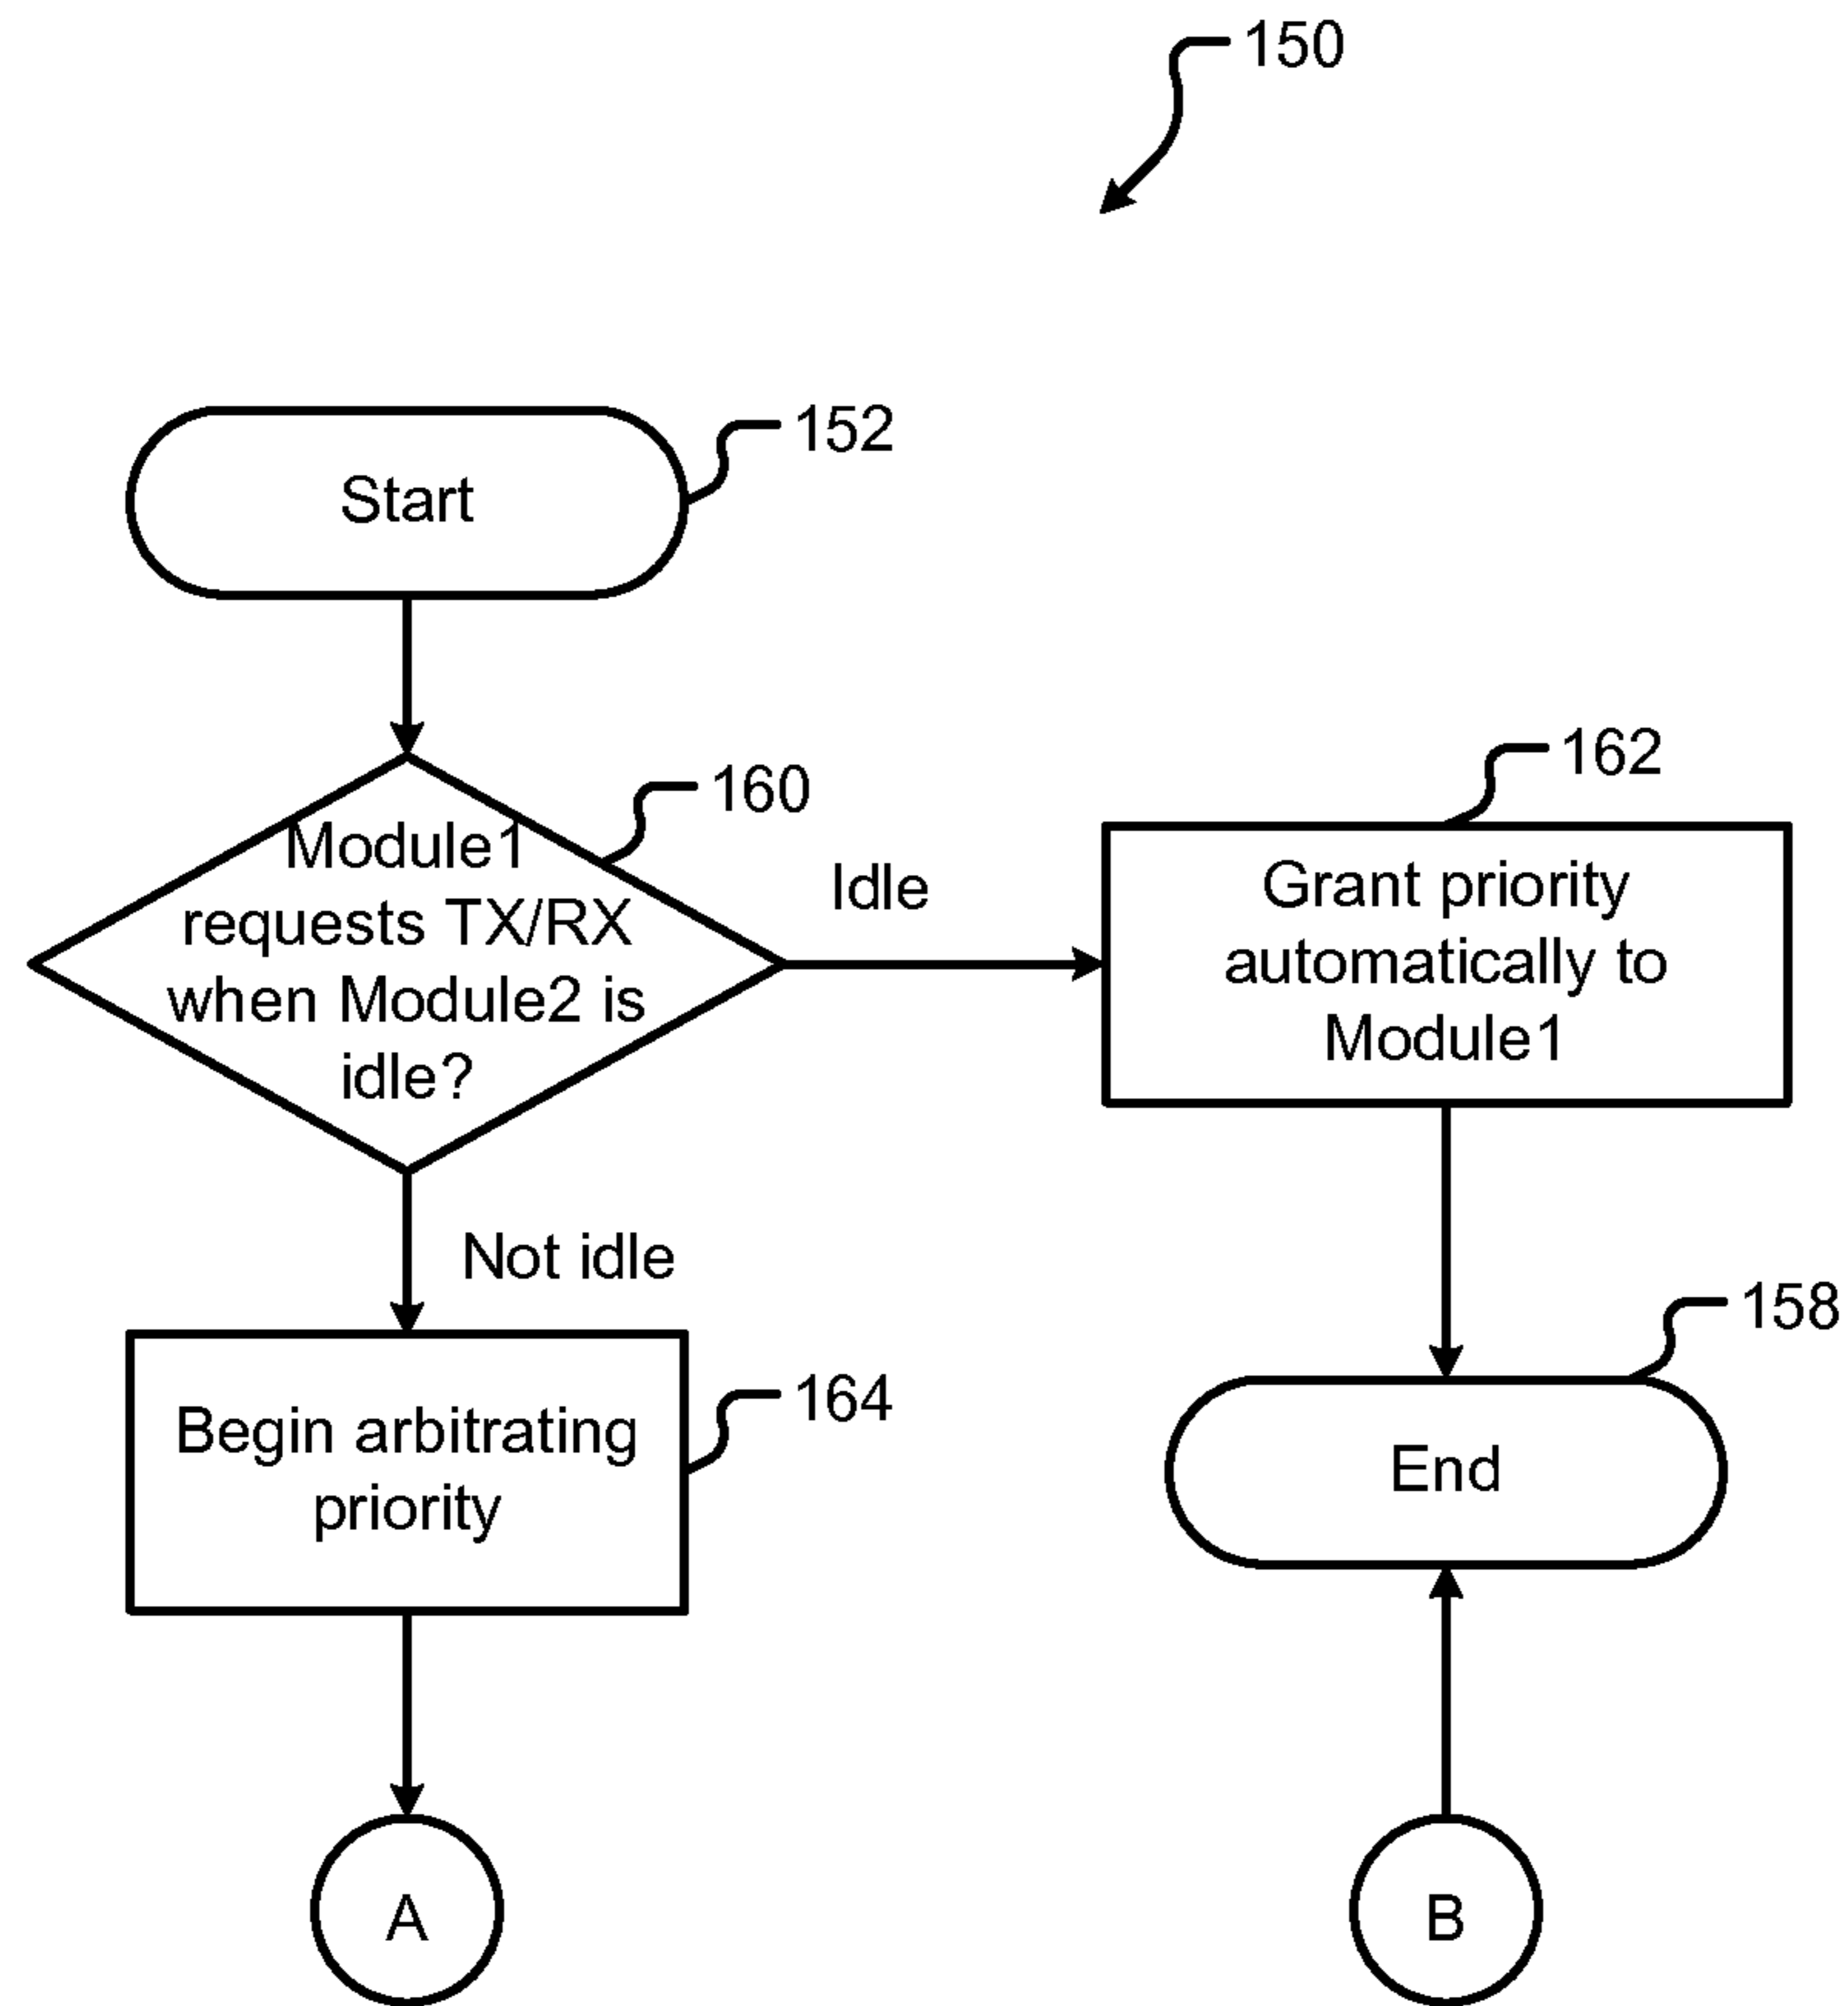 150
Start
152
Module1
requests TX/RX
when Module2 is
idle?
160
Idle
Grant priority
automatically to
Module1
162
Not idle
Begin arbitrating
priority
164
End
158
A
B